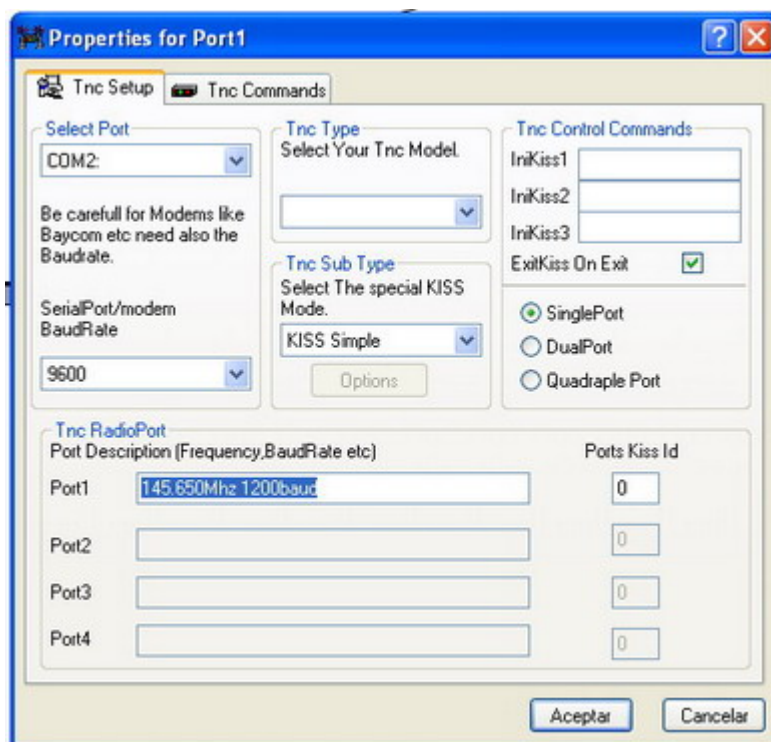 Properties for Port1
Tnc Setup
Tnc Commands
Select Port
COM2:
Be carefull for Modems like
Baycom etc need also the
Baudrate.
SerialPort/modem
BaudRate
9600
Tnc Type
Select Your Tnc Model.
Tnc Sub Type
Select The special KISS
Mode.
KISS Simple
Options
Tnc Control Commands
IniKiss1
IniKiss2
IniKiss3
ExitKiss On Exit
SinglePort
DualPort
Quadraple Port
Tnc RadioPort
Port Description (Frequency,BaudRate etc)
Ports Kiss Id
Port1
145.650Mhz 1200baud
0
Port2
0
Port3
0
Port4
0
Aceptar
Cancelar